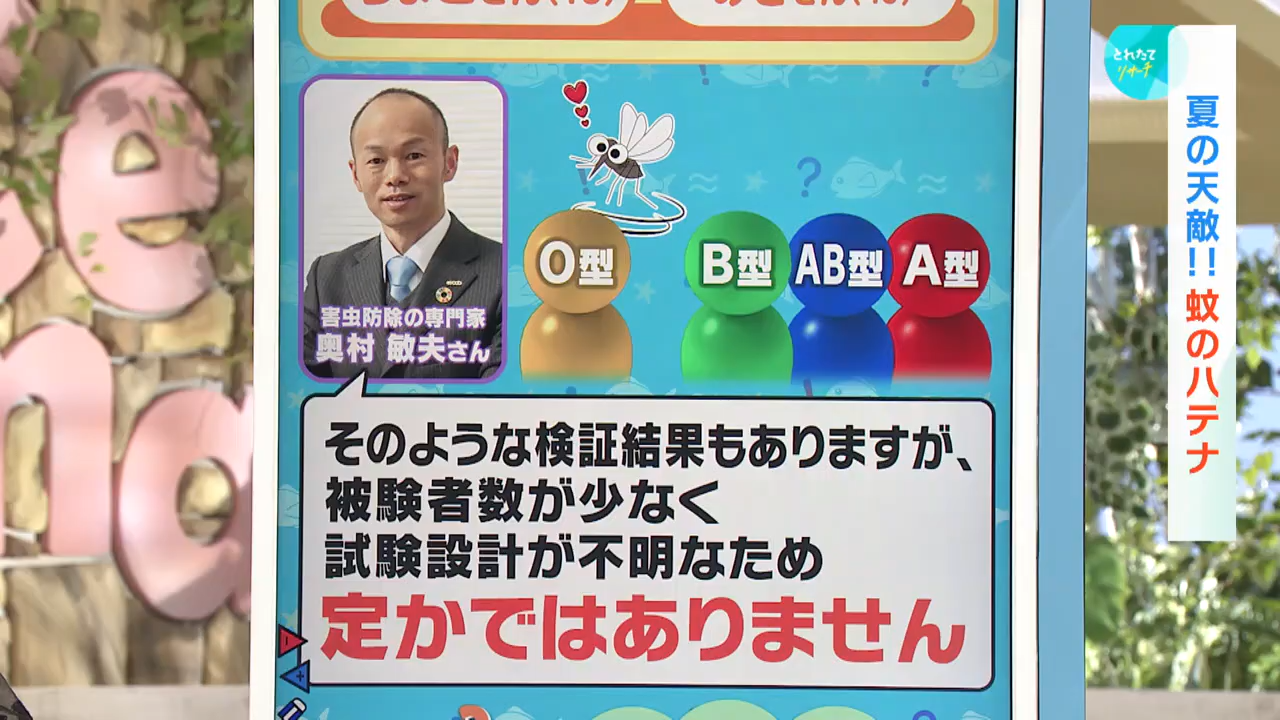 とれたて
リサーチ
夏の天敵!! 蚊のハテナ
O型
B型
AB型
A型
害虫防除の専門家
奥村 敏夫さん
そのような検証結果もありますが、
被験者数が少なく
試験設計が不明なため
定かではありません